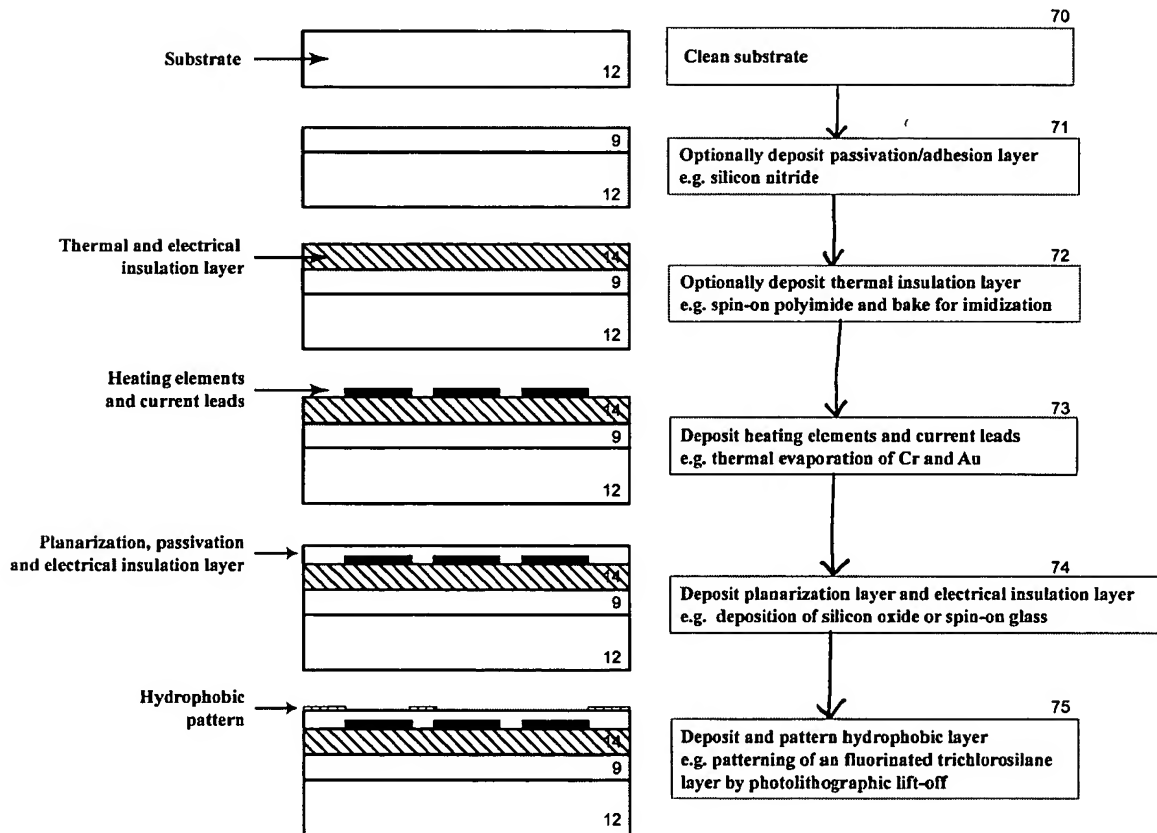 70
Substrate
12
Clean substrate
71
9
12
Optionally deposit passivation/adhesion layer
e.g. silicon nitride
Thermal and electrical
insulation layer
14
9
12
72
Optionally deposit thermal insulation layer
e.g. spin-on polyimide and bake for imidization
Heating elements
and current leads
14
9
12
73
Deposit heating elements and current leads
e.g. thermal evaporation of Cr and Au
Planarization, passivation
and electrical insulation layer
14
9
12
74
Deposit planarization layer and electrical insulation layer
e.g. deposition of silicon oxide or spin-on glass
Hydrophobic
pattern
14
9
12
75
Deposit and pattern hydrophobic layer
e.g. patterning of an fluorinated trichlorosilane
layer by photolithographic lift-off